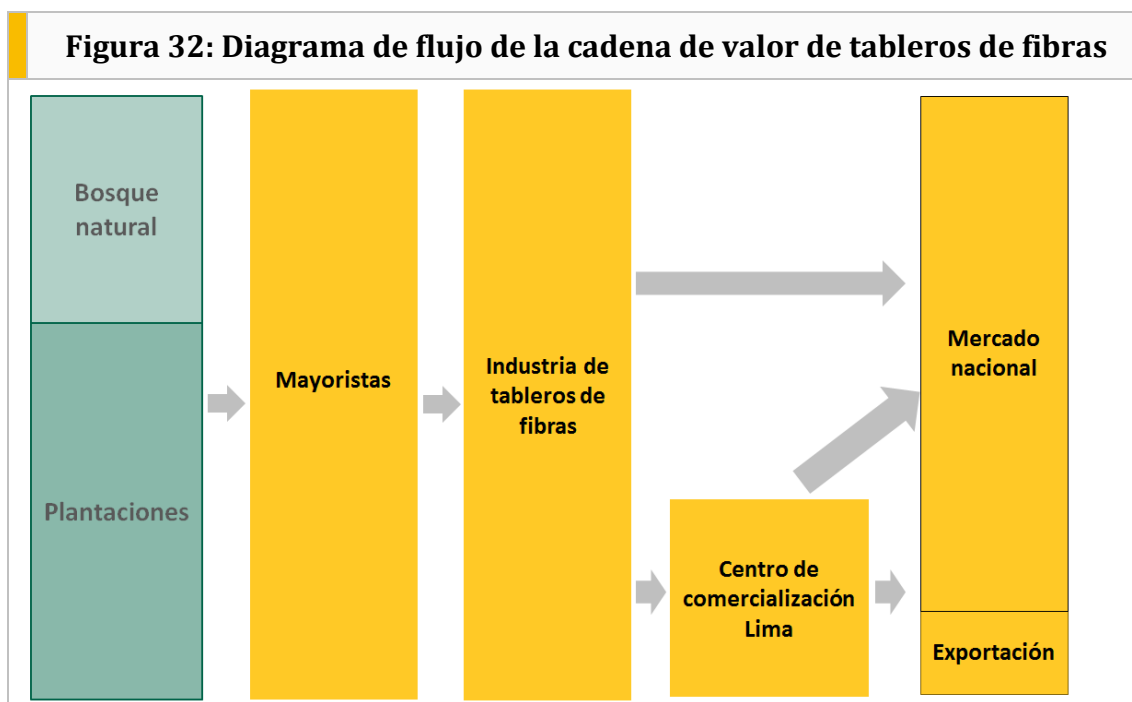 Figura 32: Diagrama de flujo de la cadena de valor de tableros de fibras
Bosque
natural
Plantaciones
Mayoristas
Industria de
tableros de
fibras
Centro de
comercialización
Lima
Mercado
nacional
Exportación